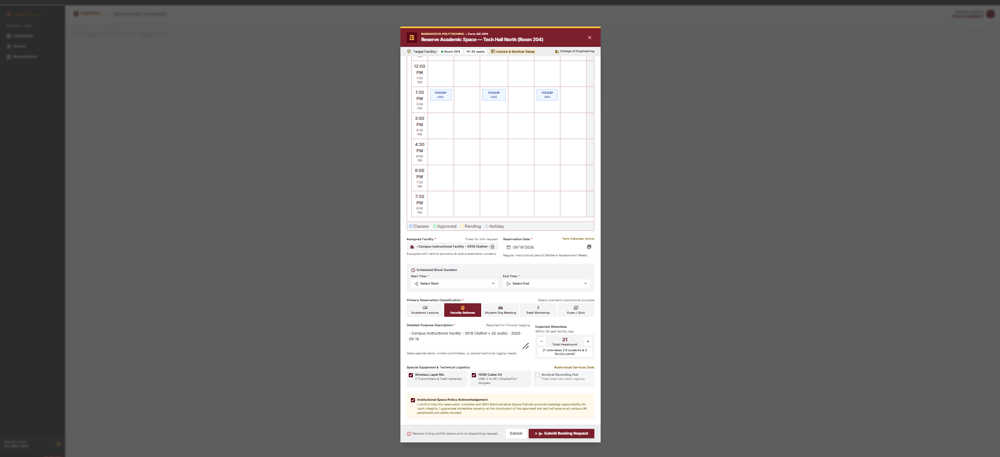 Campus Facilities Registry
Dashboard
Rooms
Reservations
BUENAVISTA POLYTECHNIC • Form AR-204
Reserve Academic Space — Tech Hall North (Room 204)
Target Facility: Room 204 35 seats Lecture & Seminar Setup College of Engineering
PM
12:00
PM
1:30
PM
1:30
PM
3:00
PM
ITS122P
AM2
ITS122P
AM2
ITS122P
AM2
3:00
PM
4:30
PM
4:30
PM
6:00
PM
6:00
PM
7:30
PM
7:30
PM
9:00
PM
Classes Approved Pending Holiday
Assigned Facility * Fixed for this request
- Campus Instructional Facility - 0018 (Gather •
Equipped with central acoustics & dual presentation screens.
Reservation Date * Term Calendar Active
09/19/2026
Regular instructional period (Midterm Assessment Week).
Scheduled Block Duration
Start Time * End Time *
Select Start Select End
Primary Reservation Classification * Select standard institutional purpose
Academic Lecture Faculty Defense Student Org Meeting Dept Workshop Exam / Quiz
Detailed Purpose Description * Required for Provost logging
- Campus Instructional Facility - 0018 (Gather • 36 seats) - 2026-
09-19
State agenda items, invited committees, or special technical rigging needs.
Expected Attendees
Within 35 seat facility cap
− 21 +
Total Headcount
21 attendees (18 students & 3
faculty panel)
Special Equipment & Technical Logistics Audiovisual Services Desk
Wireless Lapel Mic
2 Transmitters & fresh batteries
HDMI Cable Kit
USB-C to 4K / DisplayPort
dongles
Archival Recording Pod
Fixed dual cam room capture
Institutional Space Policy Acknowledgement
I confirm that this reservation complies with BPU Administrative Space Policies and acknowledge responsibility for
room integrity. I guarantee immediate vacancy at the conclusion of the approved slot and will ensure all campus AV
peripherals are safely docked.
Resolve timing conflict above prior to dispatching request.
Cancel
> Submit Booking Request